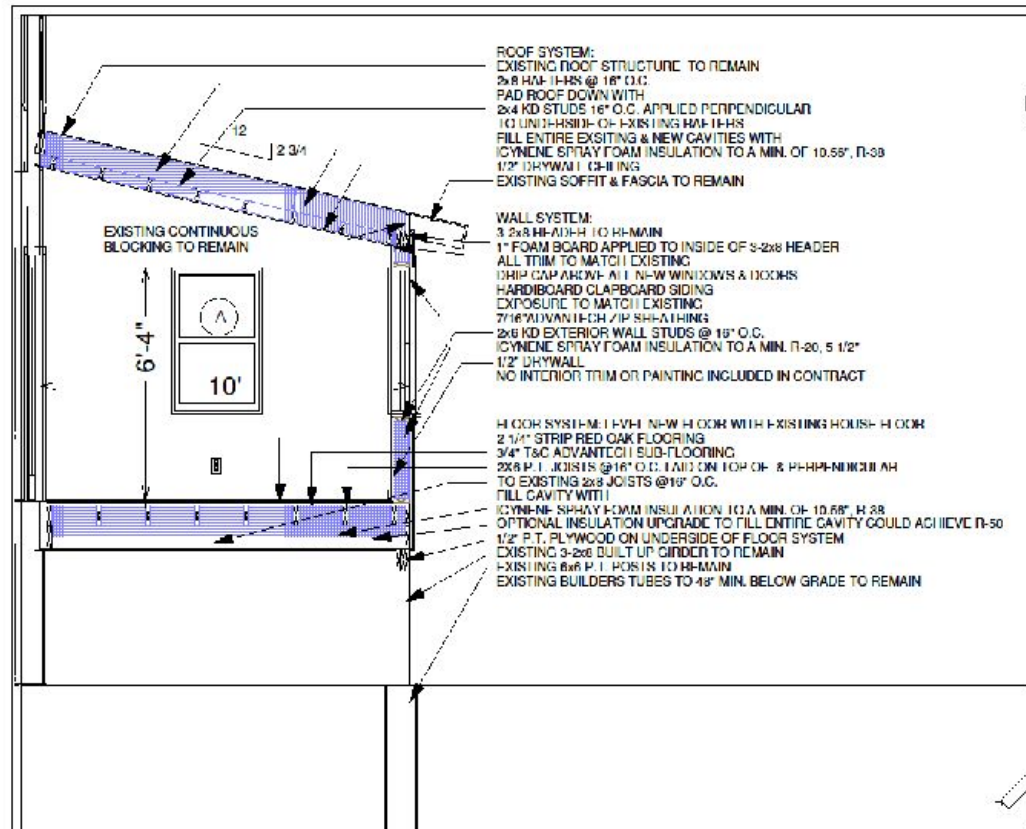 ROOF SYSTEM:
EXISTING ROOF STRUCTURE TO REMAIN
2x8 RAFTERS @ 16" O.C.
PAD ROOF DOWN WITH
2x4 KD STUDS 16" O.C. APPLIED PERPENDICULAR
TO UNDERSIDE OF EXISTING RAFTERS
FILL ENTIRE EXSITING & NEW CAVITIES WITH
ICYNENE SPRAY FOAM INSULATION TO A MIN. OF 10.56", R-38
1/2" DRYWALL CEILING
EXISTING SOFFIT & FASCIA TO REMAIN
12
2 3/4
WALL SYSTEM:
3-2x8 HEADER TO REMAIN
1" FOAM BOARD APPLIED TO INSIDE OF 3-2x8 HEADER
ALL TRIM TO MATCH EXISTING
DRIP CAP ABOVE ALL NEW WINDOWS & DOORS
HARDIBOARD CLAPBOARD SIDING
EXPOSURE TO MATCH EXISTING
7/16" ADVANTECH ZIP SHEATHING
2x6 KD EXTERIOR WALL STUDS @ 16" O.C.
ICYNENE SPRAY FOAM INSULATION TO A MIN. R-20, 5 1/2"
1/2" DRYWALL
NO INTERIOR TRIM OR PAINTING INCLUDED IN CONTRACT
EXISTING CONTINUOUS
BLOCKING TO REMAIN
6'-4"
A
10'
FLOOR SYSTEM: LEVEL NEW FLOOR WITH EXISTING HOUSE FLOOR
2 1/4" STRIP RED OAK FLOORING
3/4" T&G ADVANTECH SUB-FLOORING
2X6 P.T. JOISTS @16" O.C. LAID ON TOP OF & PERPENDICULAR
TO EXISTING 2x8 JOISTS @16" O.C.
FILL CAVITY WITH
ICYNENE SPRAY FOAM INSULATION TO A MIN. OF 10.56", R-38
OPTIONAL INSULATION UPGRADE TO FILL ENTIRE CAVITY COULD ACHIEVE R-50
1/2" P.T. PLYWOOD ON UNDERSIDE OF FLOOR SYSTEM
EXISTING 3-2x8 BUILT UP GIRDER TO REMAIN
EXISTING 6x6 P.T. POSTS TO REMAIN
EXISTING BUILDERS TUBES TO 48" MIN. BELOW GRADE TO REMAIN